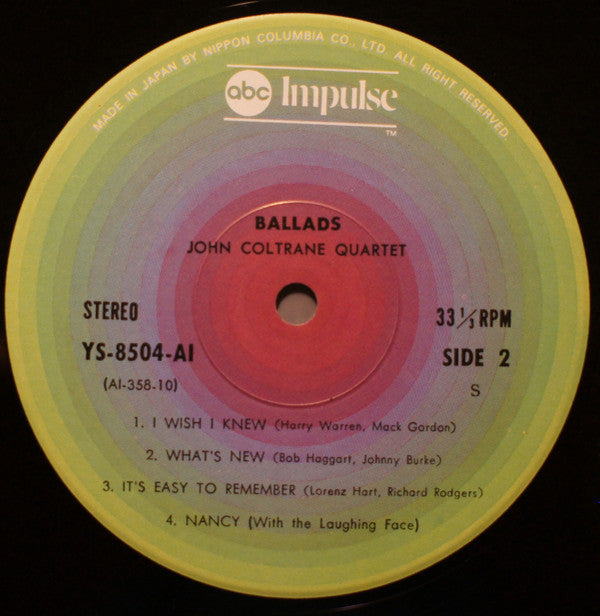 MADE IN JAPAN BY NIPPON COLUMBIA CO., LTD. ALL RIGHT RESERVED.
abc Impulse
TM
BALLADS
JOHN COLTRANE QUARTET
STEREO
33 1/3 RPM
YS-8504-AI
SIDE 2
(AI-358-10)
S
1. I WISH I KNEW (Harry Warren, Mack Gordon)
2. WHAT'S NEW (Bob Haggart, Johnny Burke)
3. IT'S EASY TO REMEMBER (Lorenz Hart, Richard Rodgers)
4. NANCY (With the Laughing Face)